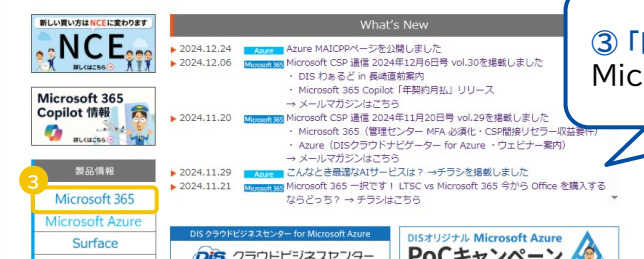 新しい買い方はNCEに変わります
NCE
詳しくはこちら
Microsoft 365
Copilot 情報
詳しくはこちら
製品情報
3
Microsoft 365
Microsoft Azure
Surface
What's New
2024.12.24 Azure Azure MAICPPページを公開しました
2024.12.06 Microsoft 365 Microsoft CSP 通信 2024年12月6日号 vol.30を掲載しました
・ DIS わぁるど in 長崎直前案内
・ Microsoft 365 Copilot「年契約月払」リリース
→ メールマガジンはこちら
2024.11.20 Microsoft 365 Microsoft CSP 通信 2024年11月20日号 vol.29を掲載しました
・ Microsoft 365（管理センター MFA 必須化・CSP間接リセラー収益要件）
・ Azure（DISクラウドナビゲーター for Azure ・ウェビナー案内）
→ メールマガジンはこちら
2024.11.29 Azure こんなとき最適なAIサービスは？ →チラシを掲載しました
2024.11.21 Microsoft 365 Microsoft 365 一択です！ LTSC vs Microsoft 365 今から Office を購入する
ならどっち？ → チラシはこちら
DIS クラウドビジネスセンター for Microsoft Azure
DIS クラウドビジネスセンター
DISオリジナル Microsoft Azure
PoCキャンペーン
③「
Mic